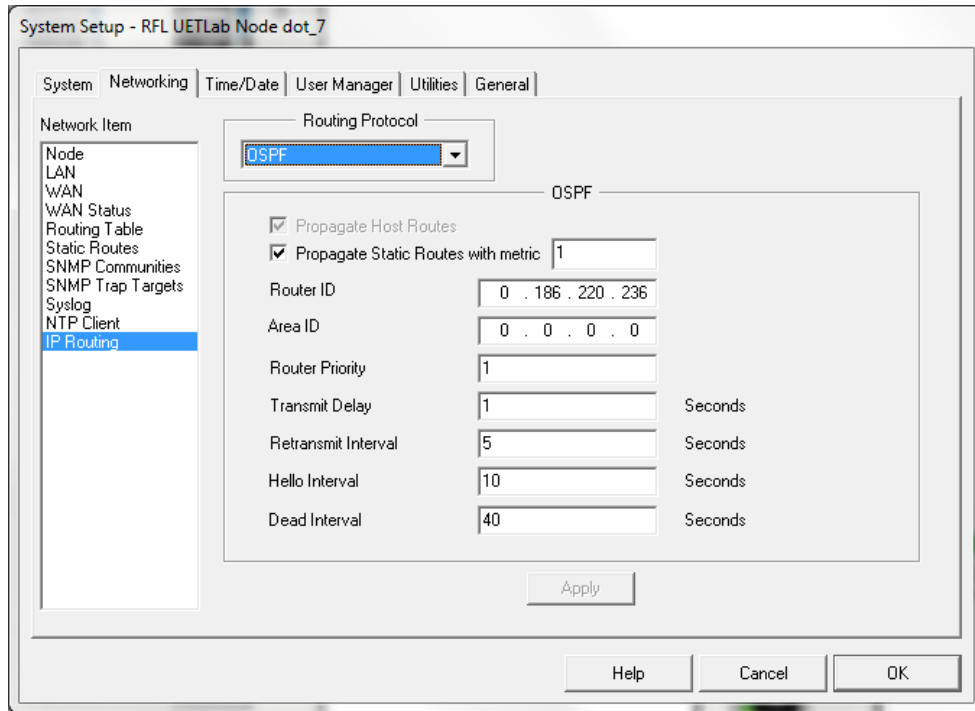 System Setup - RFL UETLab Node dot_7
System Networking Time/Date User Manager Utilities General
Network Item
Node
LAN
WAN
WAN Status
Routing Table
Static Routes
SNMP Communities
SNMP Trap Targets
Syslog
NTP Client
IP Routing
Routing Protocol
OSPF
OSPF
Propagate Host Routes
Propagate Static Routes with metric 1
Router ID 0 . 186 . 220 . 236
Area ID 0 . 0 . 0 . 0
Router Priority 1
Transmit Delay 1 Seconds
Retransmit Interval 5 Seconds
Hello Interval 10 Seconds
Dead Interval 40 Seconds
Apply
Help Cancel OK